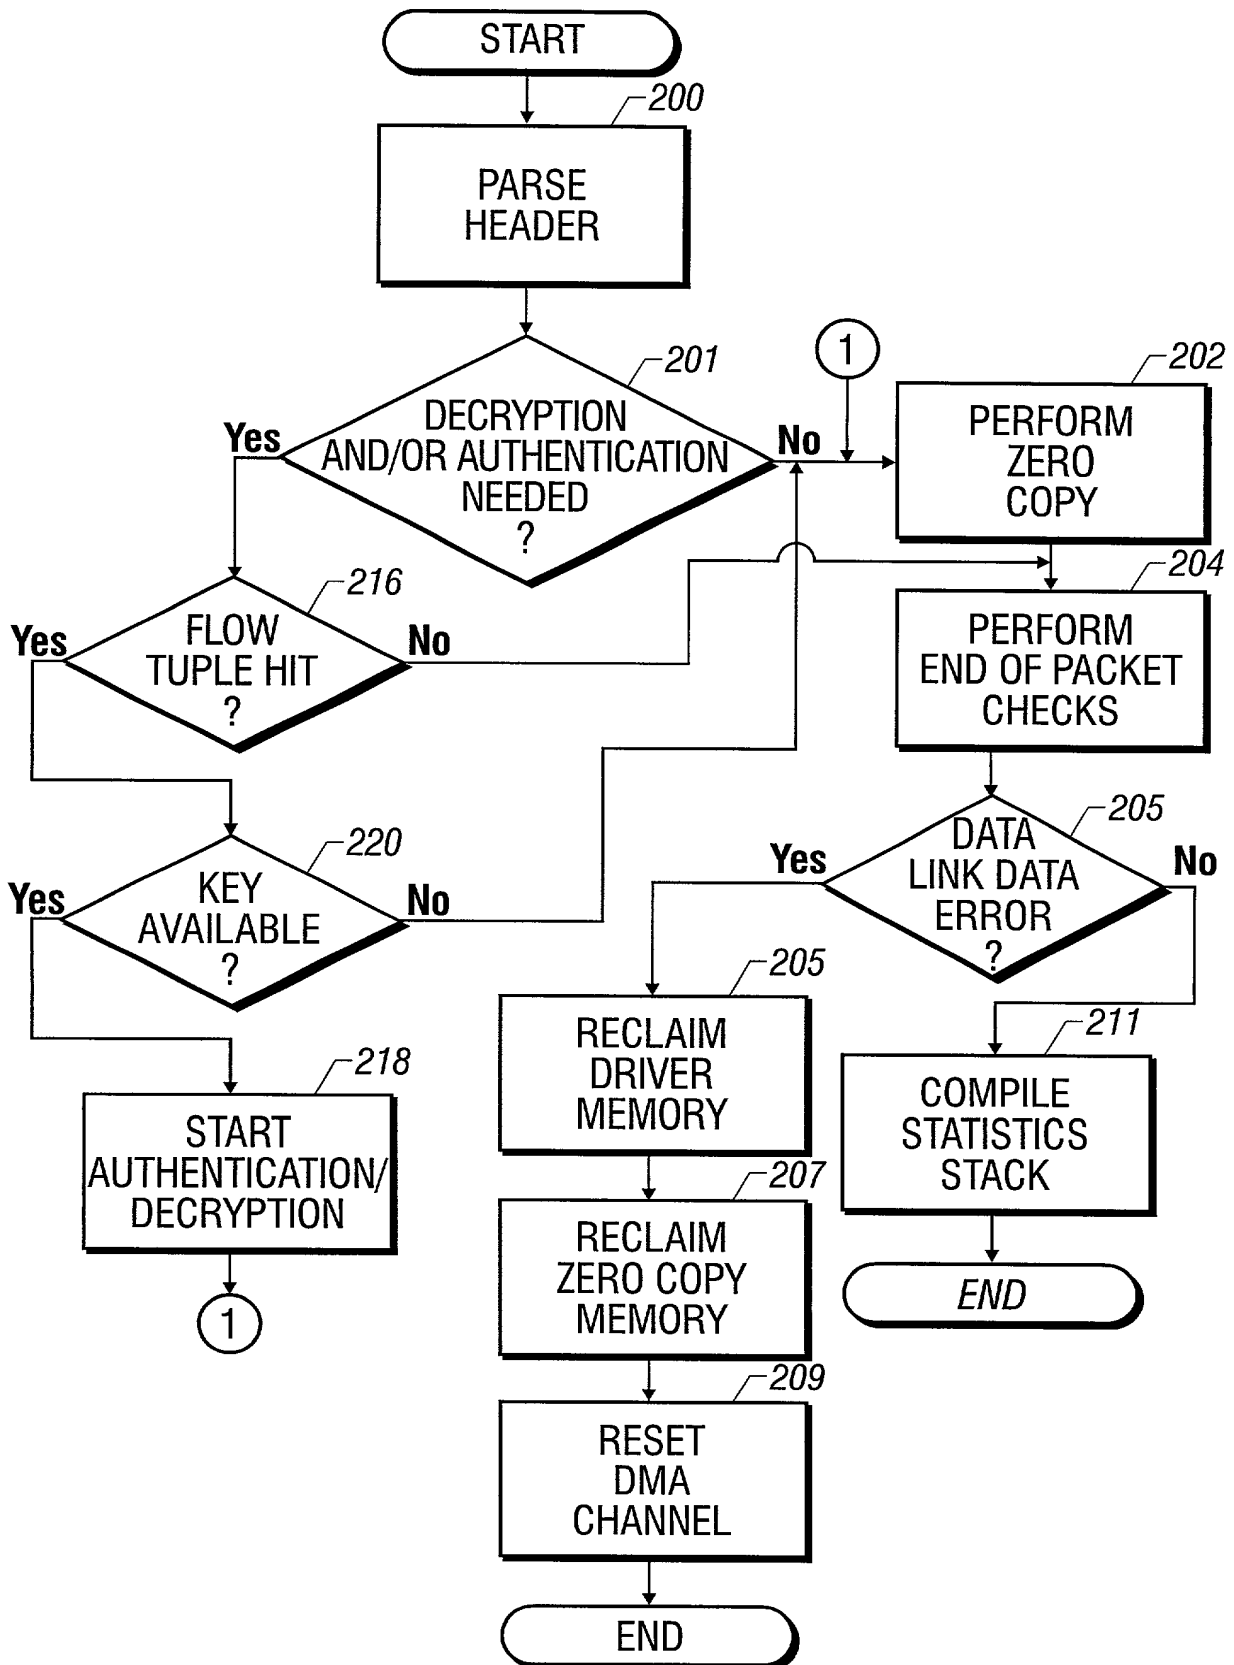 START
200
PARSE
HEADER
201
DECRYPTION
AND/OR AUTHENTICATION
NEEDED
?
Yes
No
1
202
PERFORM
ZERO
COPY
216
FLOW
TUPLE HIT
?
Yes
No
204
PERFORM
END OF PACKET
CHECKS
220
KEY
AVAILABLE
?
Yes
No
205
DATA
LINK DATA
ERROR
?
Yes
No
218
START
AUTHENTICATION/
DECRYPTION
1
205
RECLAIM
DRIVER
MEMORY
211
COMPILE
STATISTICS
STACK
END
207
RECLAIM
ZERO COPY
MEMORY
209
RESET
DMA
CHANNEL
END